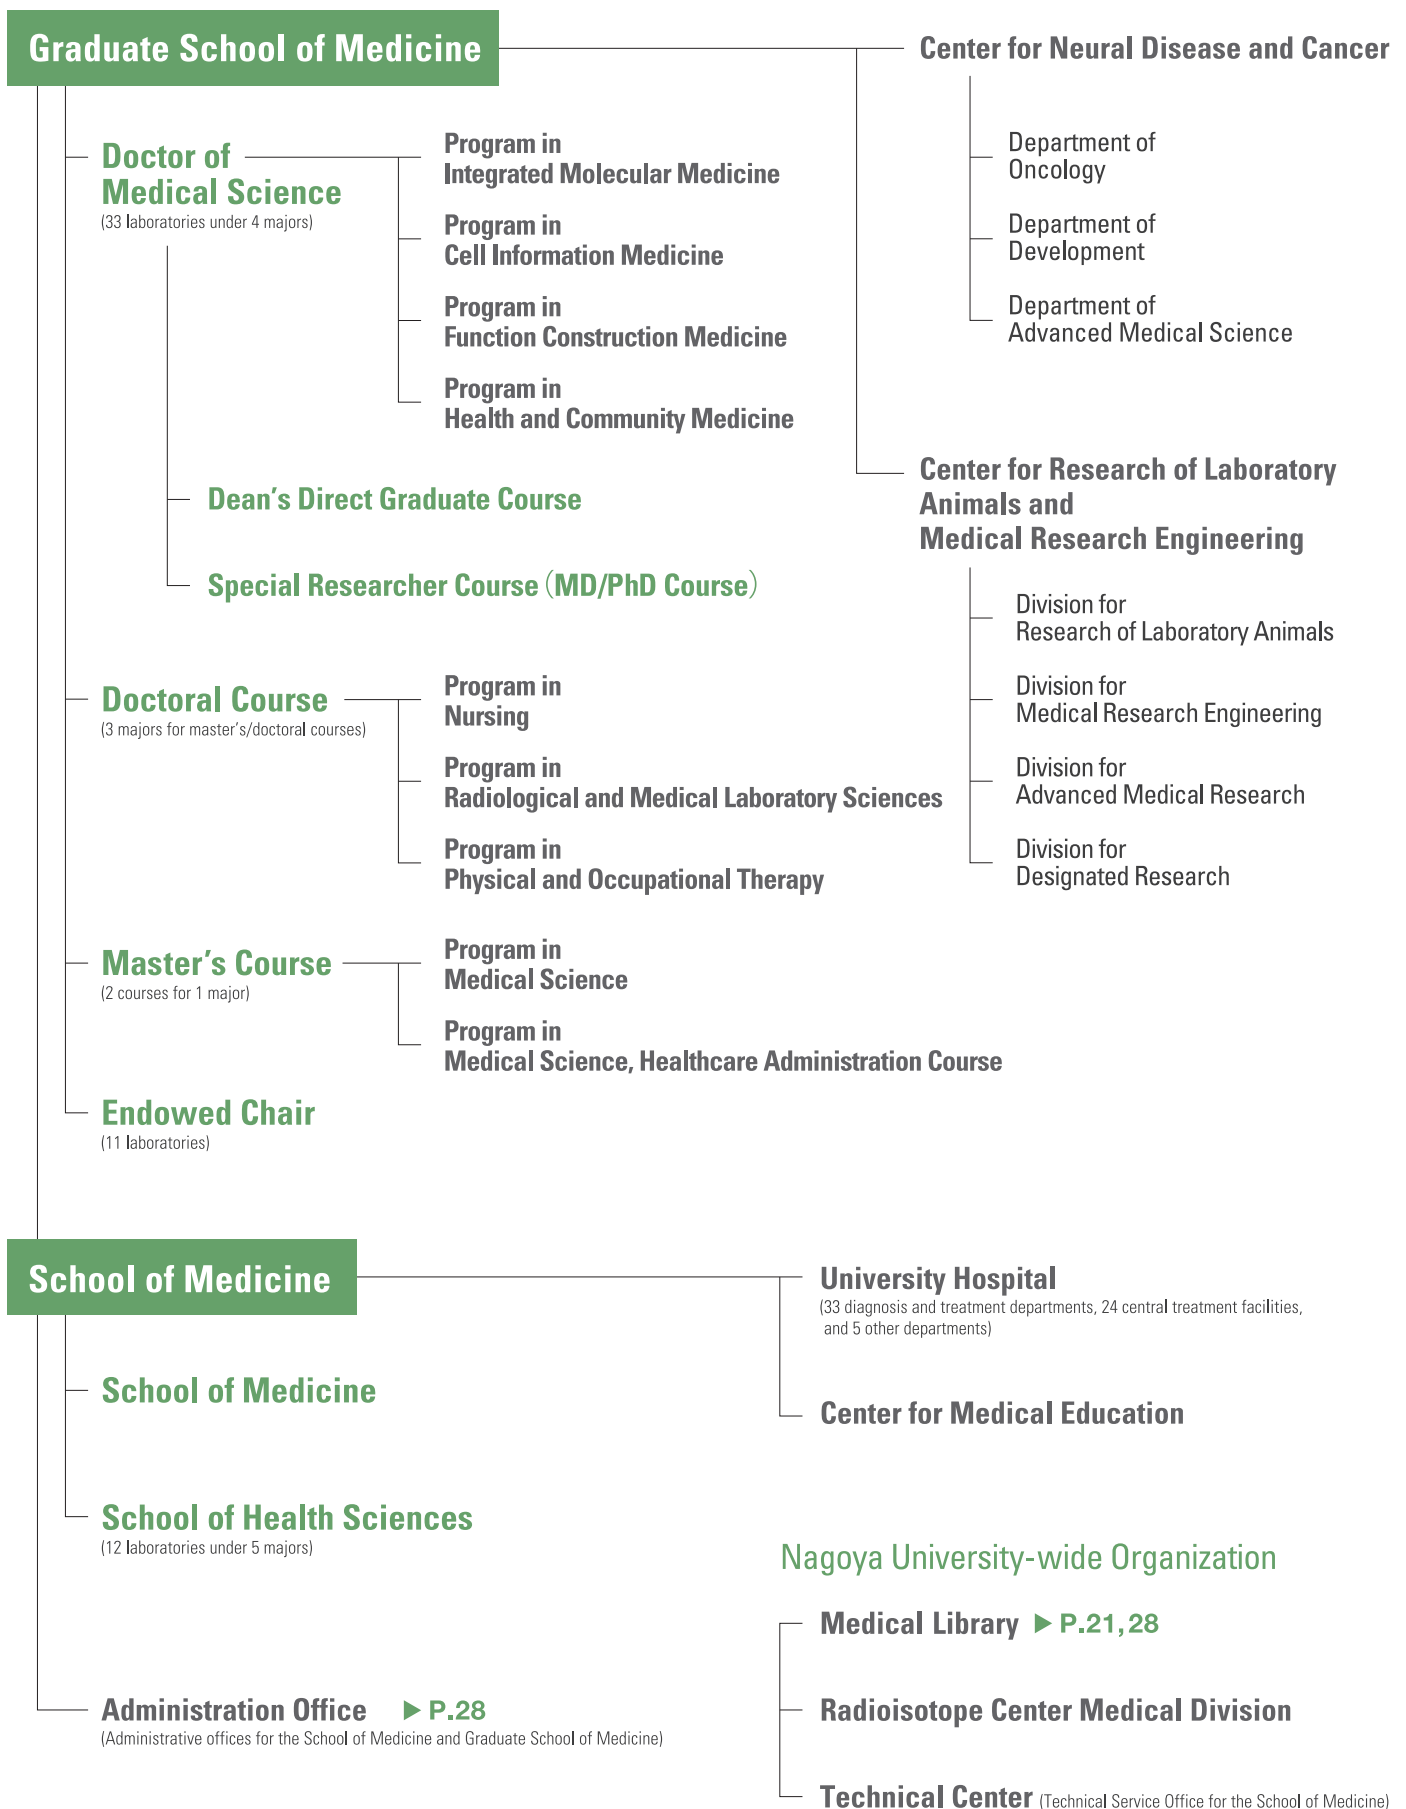 Graduate School of Medicine
Doctor of
Medical Science
(33 laboratories under 4 majors)
Program in
Integrated Molecular Medicine
Program in
Cell Information Medicine
Program in
Function Construction Medicine
Program in
Health and Community Medicine
Dean’s Direct Graduate Course
Special Researcher Course（MD/PhD Course）
Doctoral Course
(3 majors for master’s/doctoral courses)
Program in
Nursing
Program in
Radiological and Medical Laboratory Sciences
Program in
Physical and Occupational Therapy
Master’s Course
(2 courses for 1 major)
Program in
Medical Science
Program in
Medical Science, Healthcare Administration Course
Endowed Chair
(11 laboratories)
Center for Neural Disease and Cancer
Department of
Oncology
Department of
Development
Department of
Advanced Medical Science
Center for Research of Laboratory
Animals and
Medical Research Engineering
Division for
Research of Laboratory Animals
Division for
Medical Research Engineering
Division for
Advanced Medical Research
Division for
Designated Research
School of Medicine
School of Medicine
School of Health Sciences
(12 laboratories under 5 majors)
Administration Office ▶ P.28
(Administrative offices for the School of Medicine and Graduate School of Medicine)
University Hospital
(33 diagnosis and treatment departments, 24 central treatment facilities,
and 5 other departments)
Center for Medical Education
Nagoya University-wide Organization
Medical Library ▶ P.21,28
Radioisotope Center Medical Division
Technical Center (Technical Service Office for the School of Medicine)